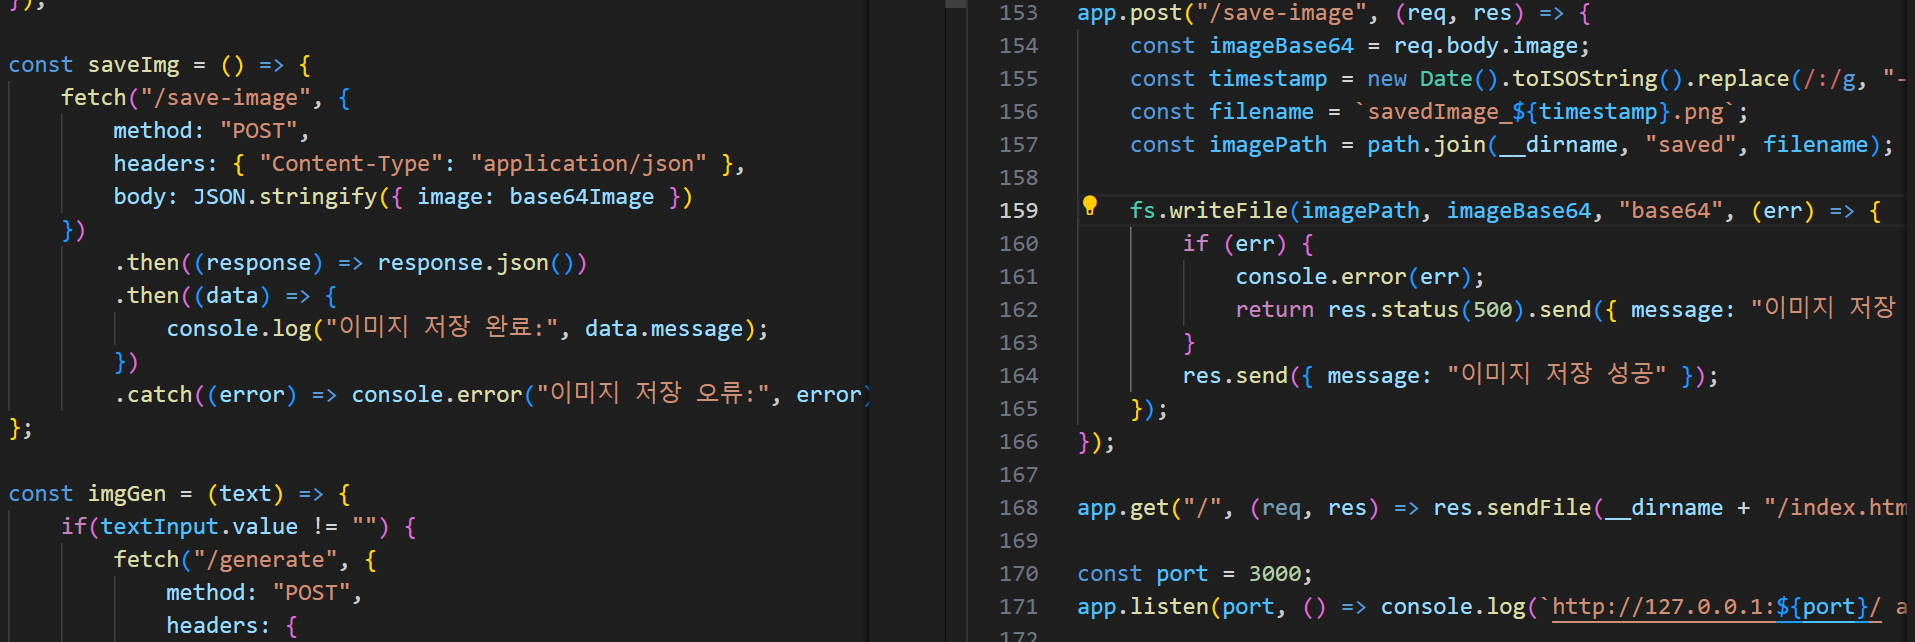 });
const saveImg = () => {
fetch("/save-image", {
method: "POST",
headers: { "Content-Type": "application/json" },
body: JSON.stringify({ image: base64Image })
})
.then((response) => response.json())
.then((data) => {
console.log("이미지 저장 완료:", data.message);
})
.catch((error) => console.error("이미지 저장 오류:", error)
};
const imgGen = (text) => {
if(textInput.value != "") {
fetch("/generate", {
method: "POST",
headers: {
153 app.post("/save-image", (req, res) => {
154 const imageBase64 = req.body.image;
155 const timestamp = new Date().toISOString().replace(/:/g, "-
156 const filename = `savedImage_${timestamp}.png`;
157 const imagePath = path.join(__dirname, "saved", filename);
158
159 fs.writeFile(imagePath, imageBase64, "base64", (err) => {
160 if (err) {
161 console.error(err);
162 return res.status(500).send({ message: "이미지 저장
163 }
164 res.send({ message: "이미지 저장 성공" });
165 });
166 });
167
168 app.get("/", (req, res) => res.sendFile(__dirname + "/index.htm
169
170 const port = 3000;
171 app.listen(port, () => console.log(`http://127.0.0.1:${port}/ a
172